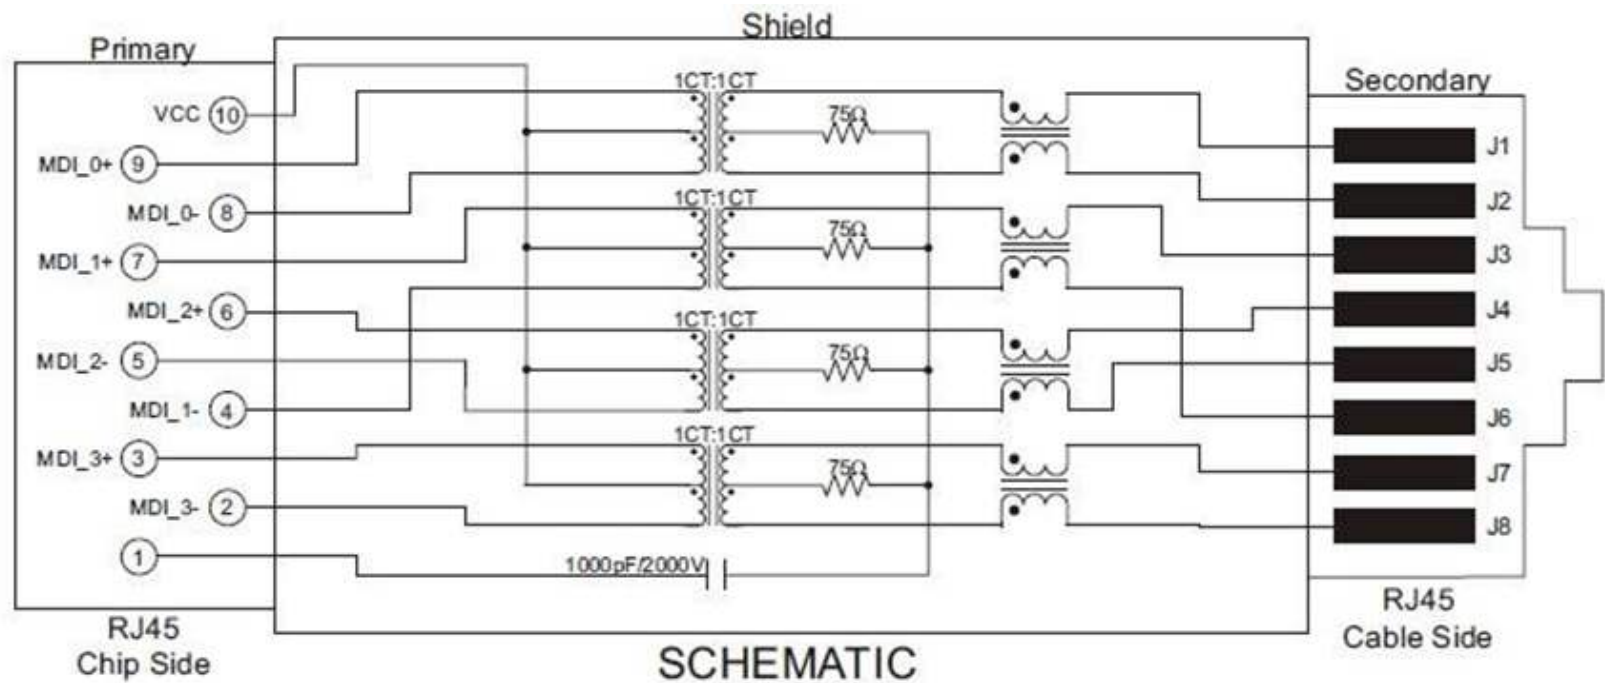 Shield
Primary
Secondary
VCC 10
MDI_0+ 9
MDI_0- 8
MDI_1+ 7
MDI_2+ 6
MDI_2- 5
MDI_1- 4
MDI_3+ 3
MDI_3- 2
1
1CT:1CT
75Ω
1CT:1CT
75Ω
1CT:1CT
75Ω
1CT:1CT
75Ω
1000pF/2000V
J1
J2
J3
J4
J5
J6
J7
J8
RJ45
Chip Side
SCHEMATIC
RJ45
Cable Side